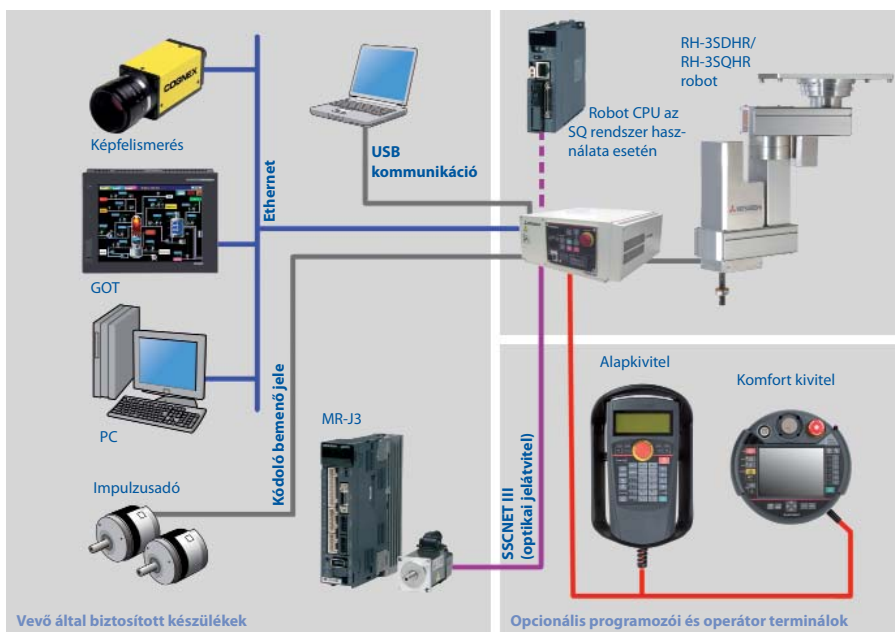 COGNEX
Képfelismerés
GOT
PC
Impulzusadó
Ethernet
USB
kommunikáció
Kódoló bemenő jele
MR-J3
SSCNET III
(optikai jelátvitel)
Vevő által biztosított készülékek
Robot CPU az
SQ rendszer hasz-
nálata esetén
RH-3SDHR/
RH-3SQHR
robot
MITSUBISHI
Alapkivitel
Komfort kivitel
Opcionális programozói és operátor terminálok